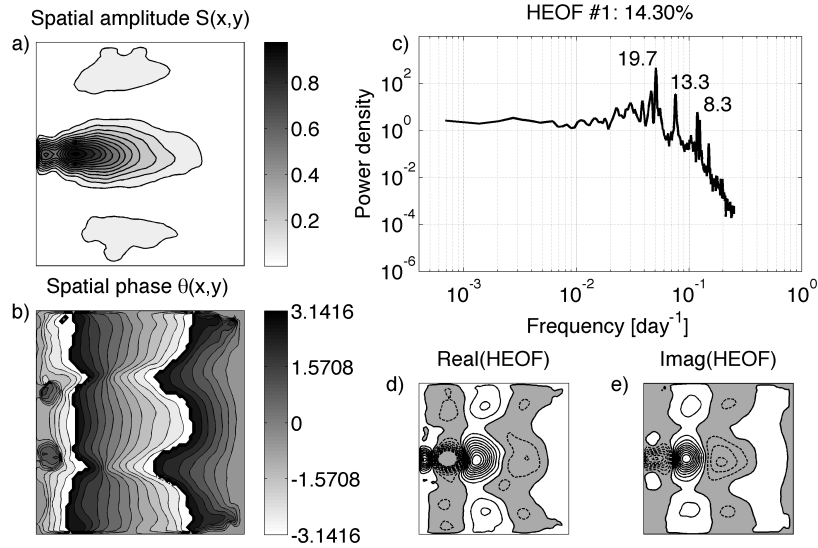 Spatial amplitude S(x,y)
a)
0.8
0.6
0.4
0.2
HEOF #1: 14.30%
c)
19.7
13.3
8.3
Power density
10^2
10^0
10^-2
10^-4
10^-6
10^-3
10^-2
10^-1
10^0
Frequency [day^-1]
Spatial phase θ(x,y)
b)
3.1416
1.5708
0
-1.5708
-3.1416
Real(HEOF)
d)
Imag(HEOF)
e)